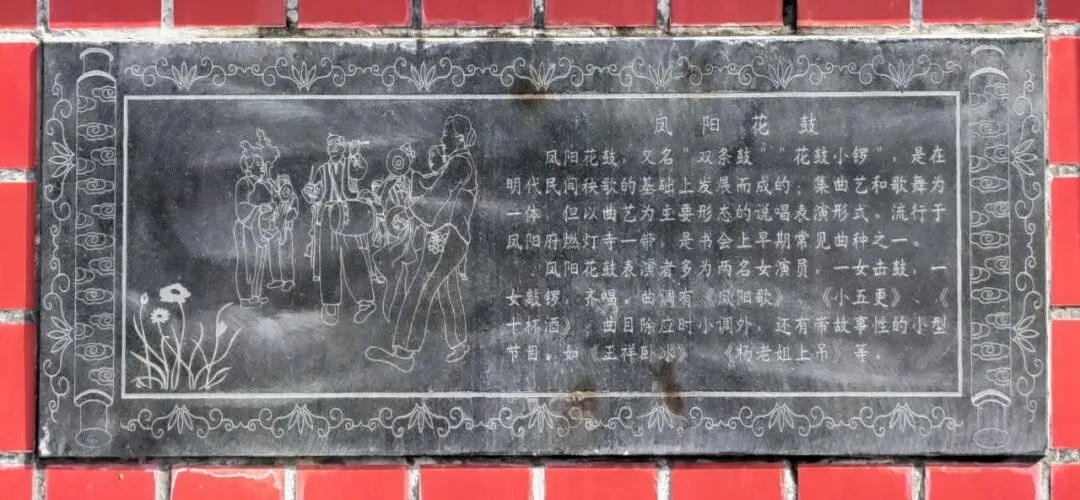 凤阳花鼓
凤阳花鼓，又名"双条鼓""花鼓小锣"，是在
明代民间秧歌的基础上发展而成的，集曲艺和歌舞为
一体，但以曲艺为主要形态的说唱表演形式。流行于
凤阳府燃灯寺一带，是书会上早期常见曲种之一。
凤阳花鼓表演者多为两名女演员，一女击鼓，一
女敲锣，齐唱。曲调有《凤阳歌》 《小五更》、《
十杯酒》；曲目除应时小调外，还有带故事性的小型
节目。如《王祥卧冰》 《杨老姐上吊》等。